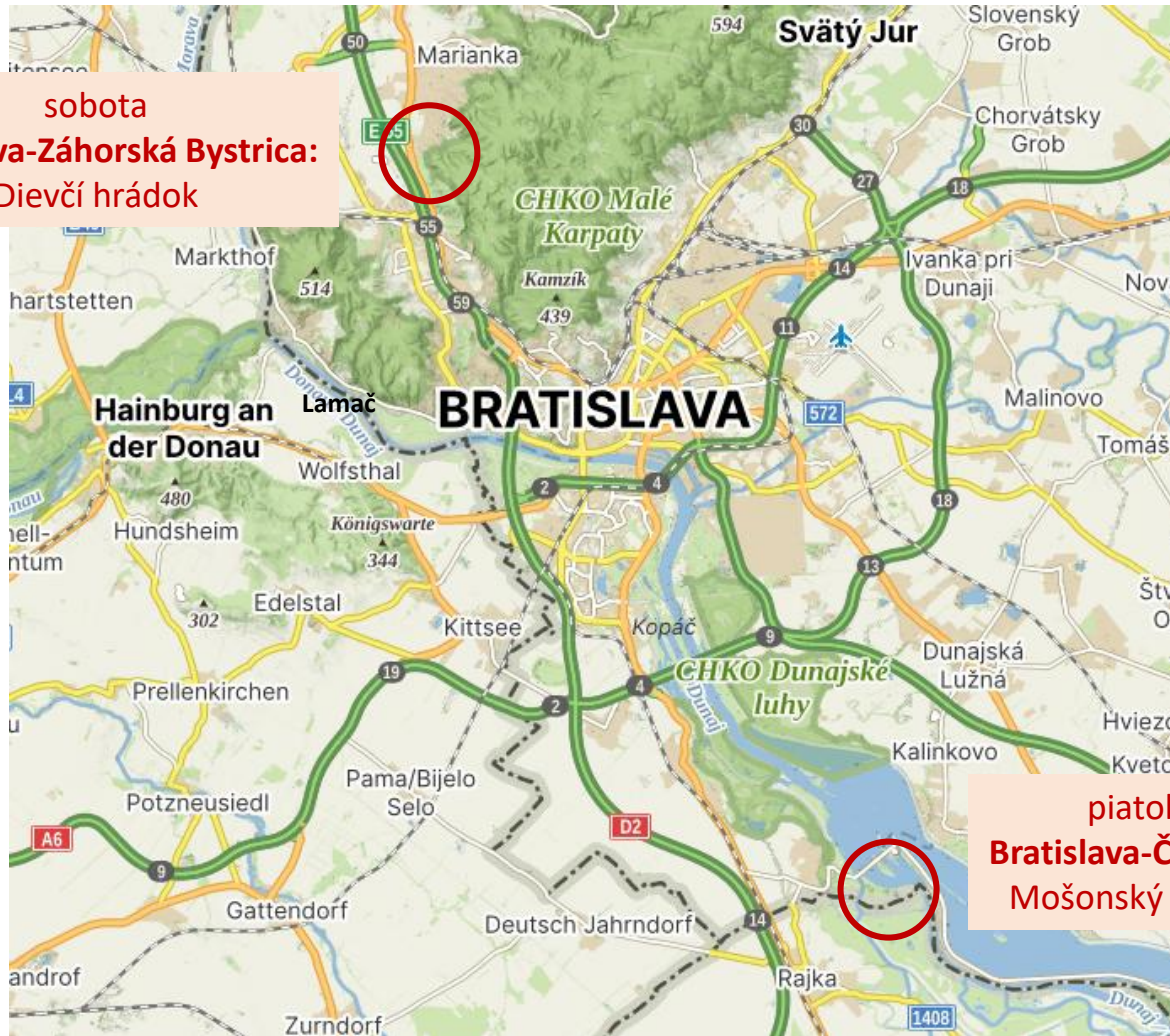 594
Svätý Jur
Slovenský
Grob
50
Marianka
Morava
sobota
va-Záhorská Bystrica:
Dievčí hrádok
Chorvátsky
Grob
30
27
18
CHKO Malé
Karpaty
55
Markthof
514
Kamzík
439
14
Ivanka pri
Dunaji
59
11
Hainburg an
der Donau
Lamač
Dunaj
BRATISLAVA
572
Malinovo
Wolfsthal
480
2
4
18
Hundsheim
Königswarte
344
13
302
Edelstal
Kittsee
Kopáč
9
Dunajská
Lužná
19
CHKO Dunajské
luhy
Dunaj
4
2
Prellenkirchen
Kalinkovo
Pama/Bijelo
Selo
Potzneusiedl
A6
D2
9
piatok
Bratislava-Č
Mošonský
Gattendorf
Deutsch Jahrndorf
14
Rajka
Zurndorf
1408
Dunaj